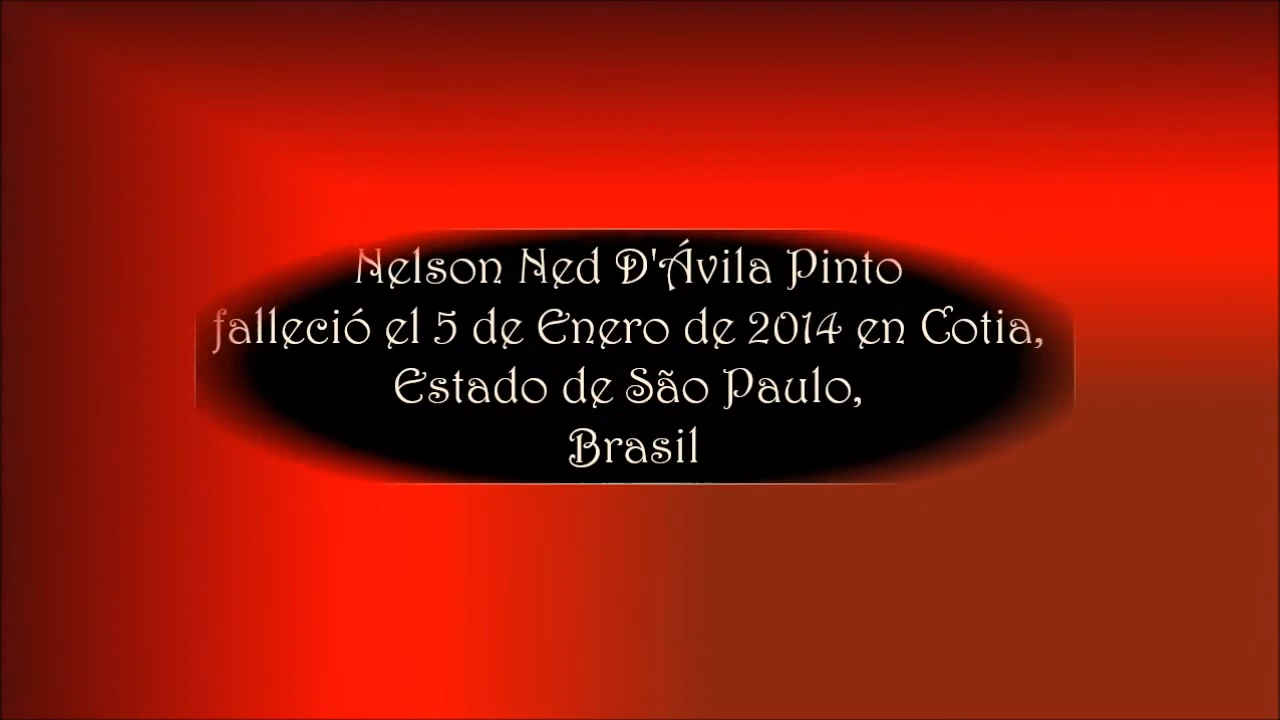 Nelson Ned D'Ávila Pinto
falleció el 5 de Enero de 2014 en Cotia,
Estado de São Paulo,
Brasil